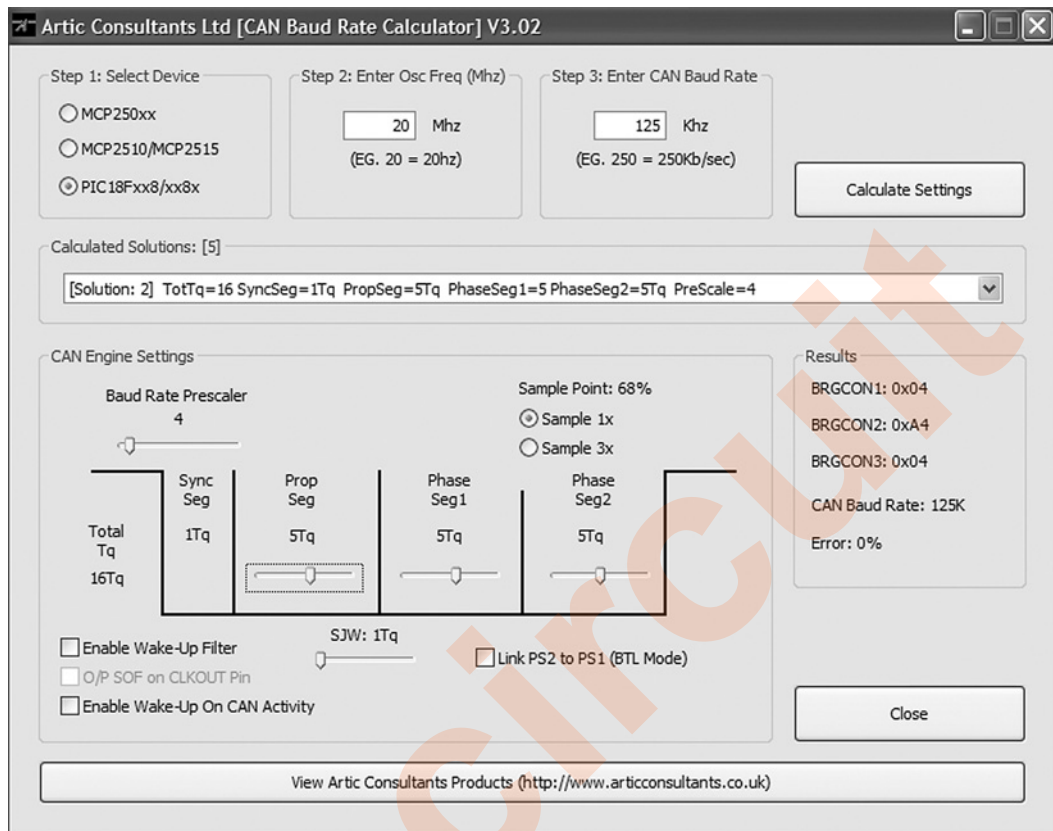 Artic Consultants Ltd [CAN Baud Rate Calculator] V3.02
Step 1: Select Device
MCP250xx
MCP2510/MCP2515
PIC18Fxx8/xx8x
Step 2: Enter Osc Freq (Mhz)
20 Mhz
(EG. 20 = 20hz)
Step 3: Enter CAN Baud Rate
125 Khz
(EG. 250 = 250Kb/sec)
Calculate Settings
Calculated Solutions: [5]
[Solution: 2] TotTq=16 SyncSeg=1Tq PropSeg=5Tq PhaseSeg1=5 PhaseSeg2=5Tq PreScale=4
CAN Engine Settings
Baud Rate Prescaler
4
Sample Point: 68%
Sample 1x
Sample 3x
Total
Tq
16Tq
Sync
Seg
1Tq
Prop
Seg
5Tq
Phase
Seg1
5Tq
Phase
Seg2
5Tq
SJW: 1Tq
Enable Wake-Up Filter
O/P SOF on CLKOUT Pin
Enable Wake-Up On CAN Activity
Link PS2 to PS1 (BTL Mode)
Results
BRGCON1: 0x04
BRGCON2: 0xA4
BRGCON3: 0x04
CAN Baud Rate: 125K
Error: 0%
Close
View Artic Consultants Products (http://www.articconsultants.co.uk)
circuit